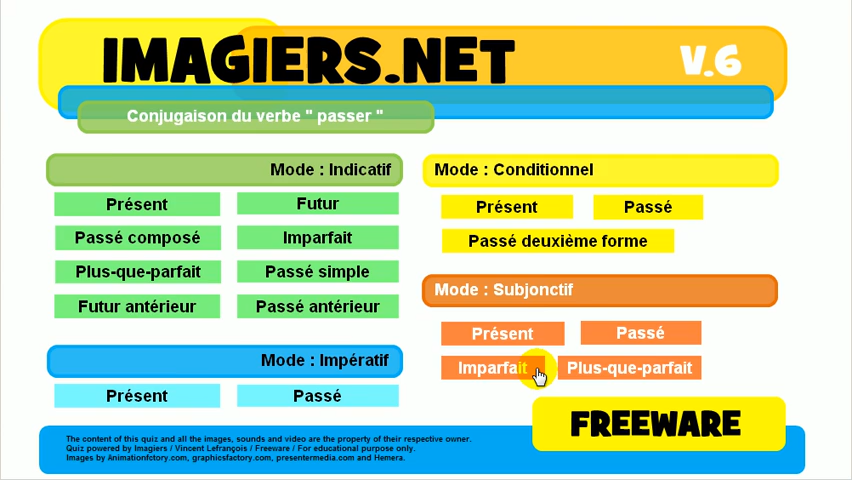 IMAGIERS.NET
V.6
Conjugaison du verbe " passer "
Mode : Indicatif
Présent
Futur
Passé composé
Imparfait
Plus-que-parfait
Passé simple
Futur antérieur
Passé antérieur
Mode : Impératif
Présent
Passé
Mode : Conditionnel
Présent
Passé
Passé deuxième forme
Mode : Subjonctif
Présent
Passé
Imparfait
Plus-que-parfait
FREEWARE
The content of this quiz and all the images, sounds and video are the property of their respective owner.
Quiz powered by Imagiers / Vincent Lefrançois / Freeware / For educational purpose only.
Images by Animationfctory.com, graphicsfactory.com, presentermedia.com and Hemera.